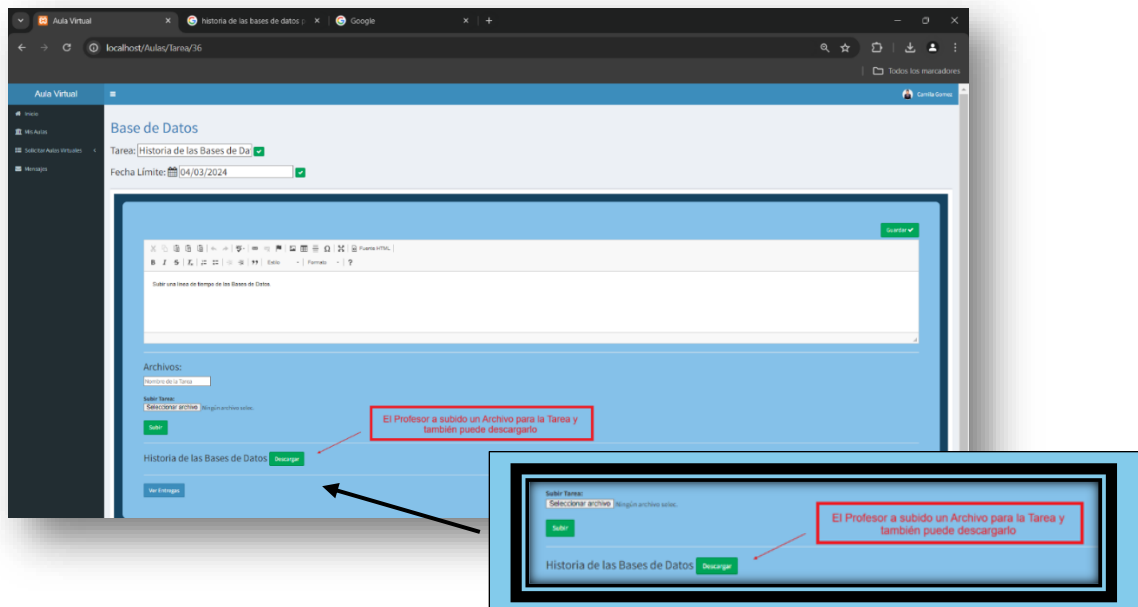 Aula Virtual
historia de las bases de datos p
Google
localhost/Aulas/Tarea/36
Todos los marcadores
Aula Virtual
Camilla Gomez
Inicio
Mis Aulas
Solicitar Aulas Virtuales
Mensajes
Base de Datos
Tarea: Historia de las Bases de Da
Fecha Límite: 04/03/2024
Guardar
Fuente HTML
Estilo
Formato
Subir una linea de tiempo de las Bases de Datos
Archivos:
Nombre de la Tarea
Subir Tarea:
Seleccionar archivo Ningún archivo selec.
Subir
El Profesor a subido un Archivo para la Tarea y
también puede descargarlo
Historia de las Bases de Datos Descargar
Ver Entregas
Subir Tarea:
Seleccionar archivo Ningún archivo selec.
Subir
El Profesor a subido un Archivo para la Tarea y
también puede descargarlo
Historia de las Bases de Datos Descargar